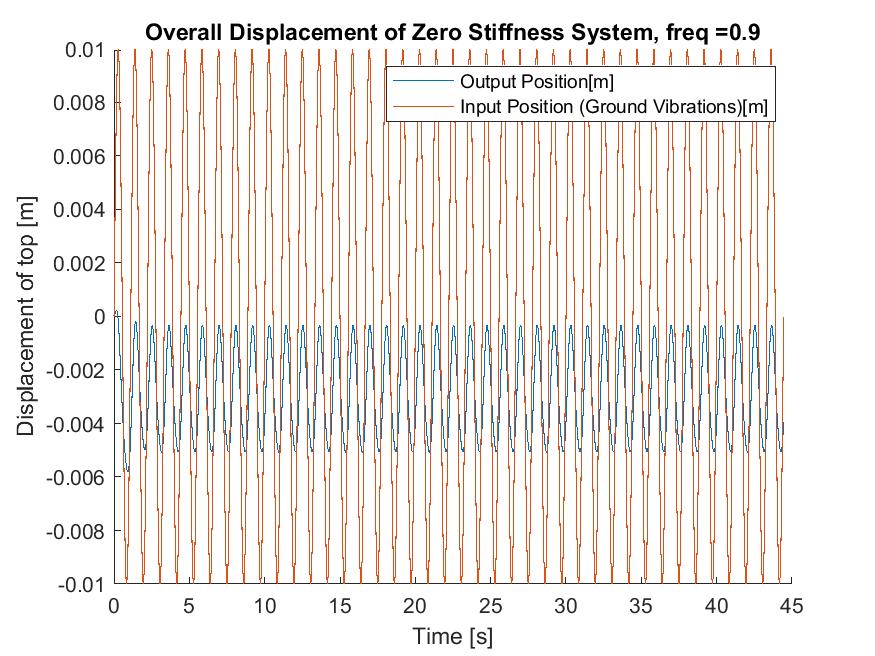 Overall Displacement of Zero Stiffness System, freq =0.9
Output Position[m]
Input Position (Ground Vibrations)[m]
Displacement of top [m]
0.01
0.008
0.006
0.004
0.002
0
-0.002
-0.004
-0.006
-0.008
-0.01
0 5 10 15 20 25 30 35 40 45
Time [s]